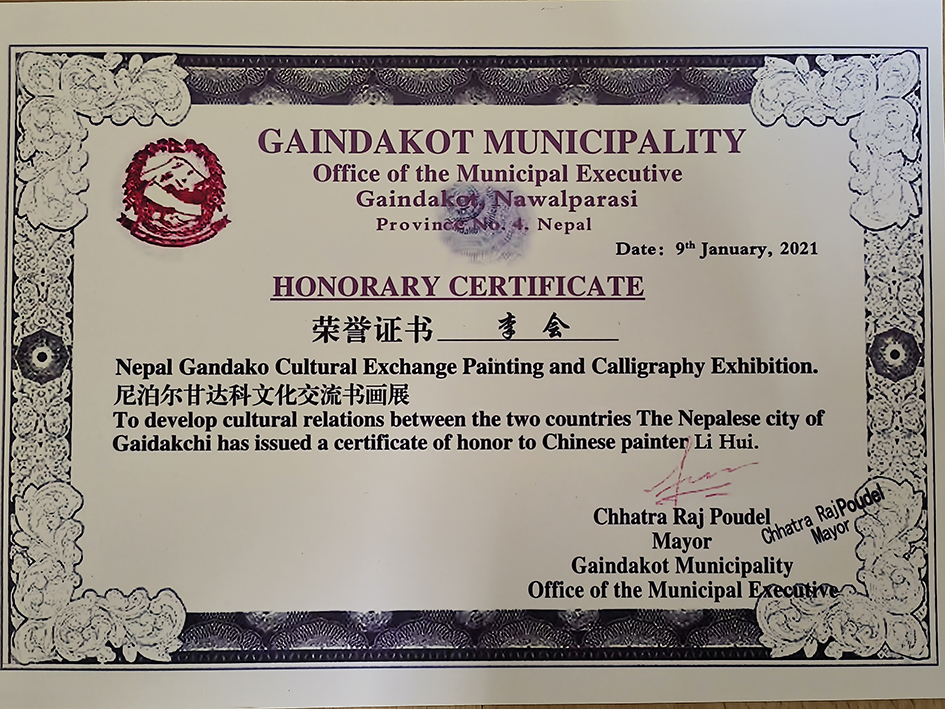 GAINDAKOT MUNICIPALITY
Office of the Municipal Executive
Gaindakot, Nawalparasi
Province No. 4. Nepal
Date: 9th January, 2021
HONORARY CERTIFICATE
荣誉证书 李会
Nepal Gandako Cultural Exchange Painting and Calligraphy Exhibition.
尼泊尔甘达科文化交流书画展
To develop cultural relations between the two countries The Nepalese city of
Gaidakchi has issued a certificate of honor to Chinese painter Li Hui.
Chhatra Raj Poudel
Mayor
Gaindakot Municipality
Office of the Municipal Executive
Chhatra Raj Poudel
Mayor